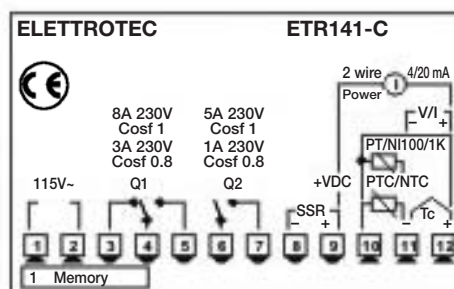 ELETTROTEC ETR141-C
CE
2 wire 4/20 mA
Power I
8A 230V 5A 230V
Cosf 1 Cosf 1
3A 230V 1A 230V
Cosf 0.8 Cosf 0.8
V/I
− +
PT/NI100/1K
115V~ Q1 Q2 +VDC PTC/NTC
SSR Tc
− + − +
1 2 3 4 5 6 7 8 9 10 11 12
1 Memory